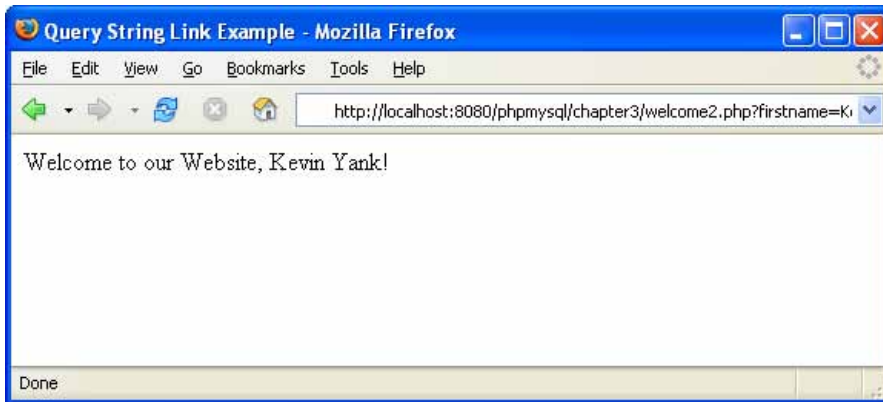 Query String Link Example - Mozilla Firefox
File Edit View Go Bookmarks Tools Help
http://localhost:8080/phpmysql/chapter3/welcome2.php?firstname=K
Welcome to our Website, Kevin Yank!
Done